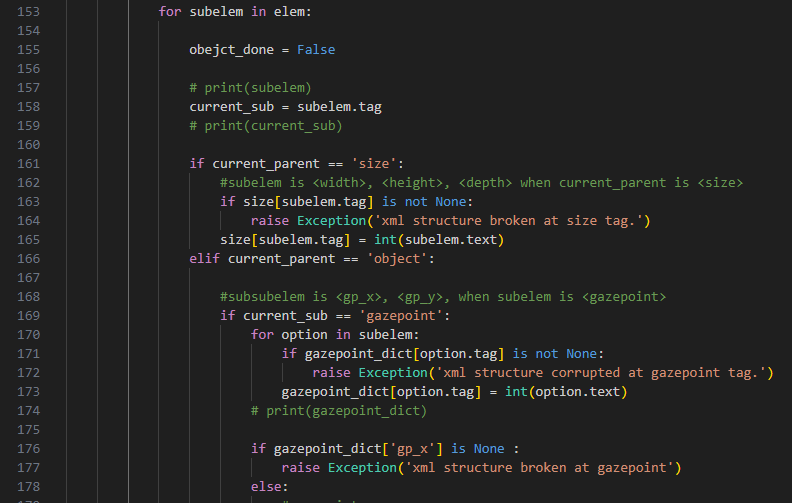 153 for subelem in elem:
154
155 obejct_done = False
156
157 # print(subelem)
158 current_sub = subelem.tag
159 # print(current_sub)
160
161 if current_parent == 'size':
162 #subelem is <width>, <height>, <depth> when current_parent is <size>
163 if size[subelem.tag] is not None:
164 raise Exception('xml structure broken at size tag.')
165 size[subelem.tag] = int(subelem.text)
166 elif current_parent == 'object':
167
168 #subsubelem is <gp_x>, <gp_y>, when subelem is <gazepoint>
169 if current_sub == 'gazepoint':
170 for option in subelem:
171 if gazepoint_dict[option.tag] is not None:
172 raise Exception('xml structure corrupted at gazepoint tag.')
173 gazepoint_dict[option.tag] = int(option.text)
174 # print(gazepoint_dict)
175
176 if gazepoint_dict['gp_x'] is None :
177 raise Exception('xml structure broken at gazepoint')
178 else: